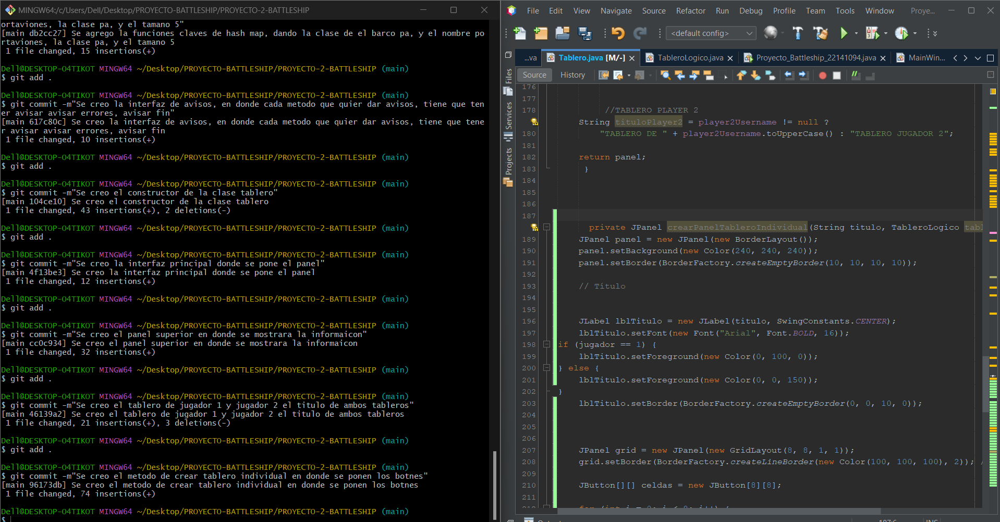 MINGW64:/c/Users/Dell/Desktop/PROYECTO-BATTLESHIP/PROYECTO-2-BATTLESHIP
ortaviones, la clase pa, y el tamano 5"
[main db2cc27] Se agrego la funciones claves de hash map, dando la clase de el barco pa, y el nombre po
rtaviones, la clase pa, y el tamano 5
 1 file changed, 15 insertions(+)
Dell@DESKTOP-O4TIKOT MINGW64 ~/Desktop/PROYECTO-BATTLESHIP/PROYECTO-2-BATTLESHIP (main)
$ git add .
Dell@DESKTOP-O4TIKOT MINGW64 ~/Desktop/PROYECTO-BATTLESHIP/PROYECTO-2-BATTLESHIP (main)
$ git commit -m"Se creo la interfaz de avisos, en donde cada metodo que quier dar avisos, tiene que ten
er avisar avisar errores, avisar fin"
[main 617c80c] Se creo la interfaz de avisos, en donde cada metodo que quier dar avisos, tiene que tene
r avisar avisar errores, avisar fin
 1 file changed, 10 insertions(+)
Dell@DESKTOP-O4TIKOT MINGW64 ~/Desktop/PROYECTO-BATTLESHIP/PROYECTO-2-BATTLESHIP (main)
$ git add .
Dell@DESKTOP-O4TIKOT MINGW64 ~/Desktop/PROYECTO-BATTLESHIP/PROYECTO-2-BATTLESHIP (main)
$ git commit -m"Se creo el constructor de la clase tablero"
[main 104ce10] Se creo el constructor de la clase tablero
 1 file changed, 43 insertions(+), 2 deletions(-)
Dell@DESKTOP-O4TIKOT MINGW64 ~/Desktop/PROYECTO-BATTLESHIP/PROYECTO-2-BATTLESHIP (main)
$ git add .
Dell@DESKTOP-O4TIKOT MINGW64 ~/Desktop/PROYECTO-BATTLESHIP/PROYECTO-2-BATTLESHIP (main)
$ git commit -m"Se creo la interfaz principal donde se pone el panel"
[main 4f13be3] Se creo la interfaz principal donde se pone el panel
 1 file changed, 12 insertions(+)
Dell@DESKTOP-O4TIKOT MINGW64 ~/Desktop/PROYECTO-BATTLESHIP/PROYECTO-2-BATTLESHIP (main)
$ git add .
Dell@DESKTOP-O4TIKOT MINGW64 ~/Desktop/PROYECTO-BATTLESHIP/PROYECTO-2-BATTLESHIP (main)
$ git commit -m"Se creo el panel superior en donde se mostrara la informaicon"
[main cc0c934] Se creo el panel superior en donde se mostrara la informaicon
 1 file changed, 32 insertions(+)
Dell@DESKTOP-O4TIKOT MINGW64 ~/Desktop/PROYECTO-BATTLESHIP/PROYECTO-2-BATTLESHIP (main)
$ git add .
Dell@DESKTOP-O4TIKOT MINGW64 ~/Desktop/PROYECTO-BATTLESHIP/PROYECTO-2-BATTLESHIP (main)
$ git commit -m"Se creo el tablero de jugador 1 y jugador 2 el titulo de ambos tableros"
[main 46139a2] Se creo el tablero de jugador 1 y jugador 2 el titulo de ambos tableros
 1 file changed, 21 insertions(+), 3 deletions(-)
Dell@DESKTOP-O4TIKOT MINGW64 ~/Desktop/PROYECTO-BATTLESHIP/PROYECTO-2-BATTLESHIP (main)
$ git add .
Dell@DESKTOP-O4TIKOT MINGW64 ~/Desktop/PROYECTO-BATTLESHIP/PROYECTO-2-BATTLESHIP (main)
$ git commit -m"Se creo el metodo de crear tablero individual en donde se ponen los botnes"
[main 96173db] Se creo el metodo de crear tablero individual en donde se ponen los botnes
 1 file changed, 74 insertions(+)
Dell@DESKTOP-O4TIKOT MINGW64 ~/Desktop/PROYECTO-BATTLESHIP/PROYECTO-2-BATTLESHIP (main)
$
File Edit View Navigate Source Refactor Run Debug Profile Team Tools Window Proye...
<default config>
...va Tablero.java [M/-] TableroLogico.java Proyecto_Battleship_22141094.java MainWin...
Source History
Files
Services
Projects
176
177
178 //TABLERO PLAYER 2
String tituloPlayer2 = player2Username != null ?
180 "TABLERO DE " + player2Username.toUpperCase() : "TABLERO JUGADOR 2";
181
182 return panel;
183 }
184
185
186
187
private JPanel crearPanelTableroIndividual(String titulo, TableroLogico tabl
189 JPanel panel = new JPanel(new BorderLayout());
190 panel.setBackground(new Color(240, 240, 240));
191 panel.setBorder(BorderFactory.createEmptyBorder(10, 10, 10, 10));
192
193 // Título
194
195
196 JLabel lblTitulo = new JLabel(titulo, SwingConstants.CENTER);
197 lblTitulo.setFont(new Font("Arial", Font.BOLD, 16));
198 if (jugador == 1) {
199 lblTitulo.setForeground(new Color(0, 100, 0));
200 } else {
201 lblTitulo.setForeground(new Color(0, 0, 150));
202 }
203 lblTitulo.setBorder(BorderFactory.createEmptyBorder(0, 0, 10, 0));
204
205
206
207 JPanel grid = new JPanel(new GridLayout(8, 8, 1, 1));
208 grid.setBorder(BorderFactory.createLineBorder(new Color(100, 100, 100), 2)); /
209
210 JButton[][] celdas = new JButton[8][8];
211